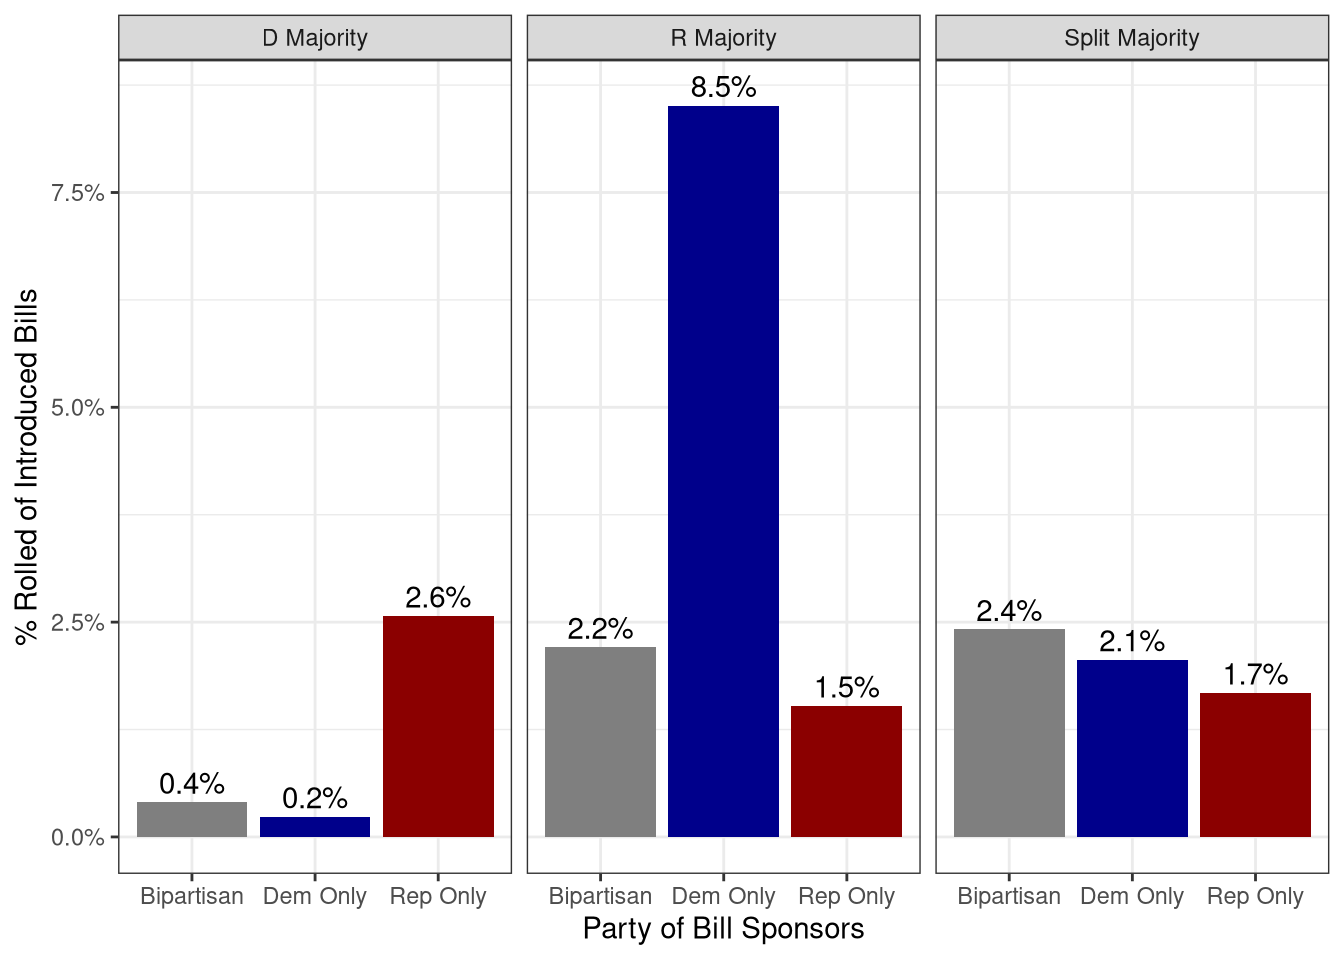 D Majority
R Majority
Split Majority
% Rolled of Introduced Bills
7.5%
5.0%
2.5%
0.0%
0.4%
0.2%
2.6%
2.2%
8.5%
1.5%
2.4%
2.1%
1.7%
Bipartisan
Dem Only
Rep Only
Bipartisan
Dem Only
Rep Only
Bipartisan
Dem Only
Rep Only
Party of Bill Sponsors